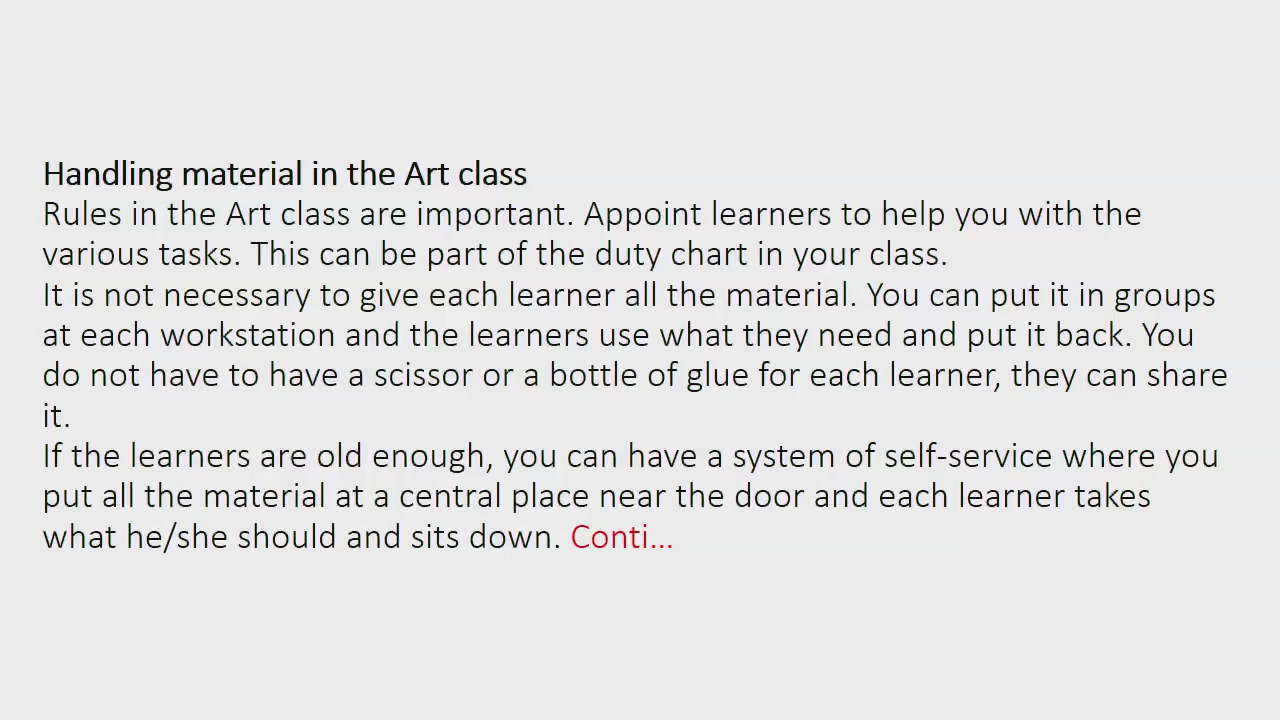 Handling material in the Art class
Rules in the Art class are important. Appoint learners to help you with the
various tasks. This can be part of the duty chart in your class.
It is not necessary to give each learner all the material. You can put it in groups
at each workstation and the learners use what they need and put it back. You
do not have to have a scissor or a bottle of glue for each learner, they can share
it.
If the learners are old enough, you can have a system of self-service where you
put all the material at a central place near the door and each learner takes
what he/she should and sits down. Conti...